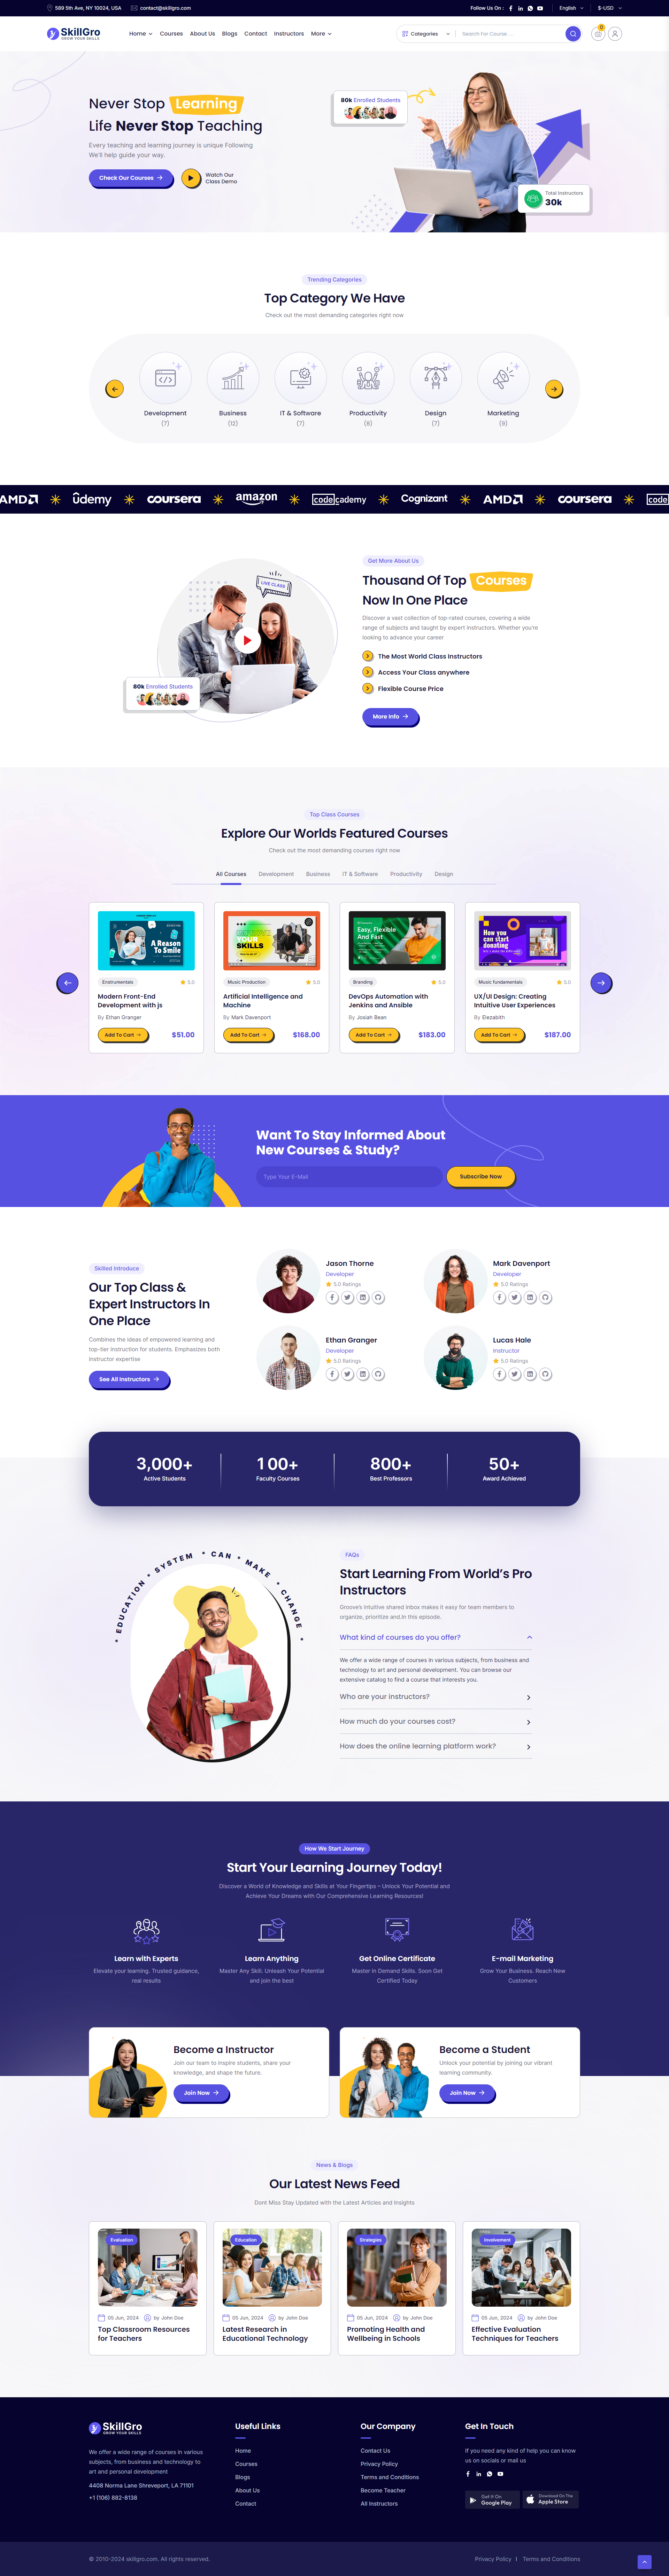 589 5th Ave, NY 10024, USA
contact@skillgro.com
Follow Us On :
English
$-USD
SkillGro
GROW YOUR SKILLS
Home
Courses
About Us
Blogs
Contact
Instructors
More
Categories
Search For Course . . .
0
Never Stop Learning
Life Never Stop Teaching
Every teaching and learning journey is unique Following
We'll help guide your way.
Check Our Courses
Watch Our
Class Demo
80k Enrolled Students
Total Instructors
30k
Trending Categories
Top Category We Have
Check out the most demanding categories right now
Development
(7)
Business
(12)
IT & Software
(7)
Productivity
(8)
Design
(7)
Marketing
(9)
AMD
ûdemy
coursera
amazon
codecademy
Cognizant
AMD
coursera
code
LIVE CLASS
80k Enrolled Students
Get More About Us
Thousand Of Top Courses
Now In One Place
Discover a vast collection of top-rated courses, covering a wide
range of subjects and taught by expert instructors. Whether you're
looking to advance your career
The Most World Class Instructors
Access Your Class anywhere
Flexible Course Price
More Info
Top Class Courses
Explore Our Worlds Featured Courses
Check out the most demanding courses right now
All Courses
Development
Business
IT & Software
Productivity
Design
A Reason
To Smile
Enstrumentals
5.0
Modern Front-End
Development with js
By Ethan Granger
Add To Cart
$51.00
SKILLS
Music Production
5.0
Artificial Intelligence and
Machine
By Mark Davenport
Add To Cart
$168.00
Easy, Flexible
And Fast
Branding
5.0
DevOps Automation with
Jenkins and Ansible
By Josiah Bean
Add To Cart
$183.00
How you can
start donating
Music fundamentals
5.0
UX/UI Design: Creating
Intuitive User Experiences
By Elezabith
Add To Cart
$187.00
Want To Stay Informed About
New Courses & Study?
Type Your E-Mail
Subscribe Now
Skilled Introduce
Our Top Class &
Expert Instructors In
One Place
Combines the ideas of empowered learning and
top-tier instruction for students. Emphasizes both
instructor expertise
See All Instructors
Jason Thorne
Developer
5.0 Ratings
Mark Davenport
Developer
5.0 Ratings
Ethan Granger
Developer
5.0 Ratings
Lucas Hale
Instructor
5.0 Ratings
3,000+
Active Students
100+
Faculty Courses
800+
Best Professors
50+
Award Achieved
• EDUCATION • SYSTEM • CAN • MAKE • CHANGE •
FAQs
Start Learning From World's Pro
Instructors
Groove's intuitive shared inbox makes it easy for team members to
organize, prioritize and.In this episode.
What kind of courses do you offer?
We offer a wide range of courses in various subjects, from business and
technology to art and personal development. You can browse our
extensive catalog to find a course that interests you.
Who are your instructors?
How much do your courses cost?
How does the online learning platform work?
How We Start Journey
Start Your Learning Journey Today!
Discover a World of Knowledge and Skills at Your Fingertips – Unlock Your Potential and
Achieve Your Dreams with Our Comprehensive Learning Resources!
Learn with Experts
Elevate your learning. Trusted guidance,
real results
Learn Anything
Master Any Skill. Unleash Your Potential
and join the best
Get Online Certificate
Master in Demand Skills. Soon Get
Certified Today
E-mail Marketing
Grow Your Business. Reach New
Customers
Become a Instructor
Join our team to inspire students, share your
knowledge, and shape the future.
Join Now
Become a Student
Unlock your potential by joining our vibrant
learning community.
Join Now
News & Blogs
Our Latest News Feed
Dont Miss Stay Updated with the Latest Articles and Insights
Evaluation
05 Jun, 2024
by John Doe
Top Classroom Resources
for Teachers
Education
05 Jun, 2024
by John Doe
Latest Research in
Educational Technology
Strategies
05 Jun, 2024
by John Doe
Promoting Health and
Wellbeing in Schools
Involvement
05 Jun, 2024
by John Doe
Effective Evaluation
Techniques for Teachers
SkillGro
GROW YOUR SKILLS
We offer a wide range of courses in various
subjects, from business and technology to
art and personal development
4408 Norma Lane Shreveport, LA 71101
+1 (106) 882-8138
Useful Links
Home
Courses
Blogs
About Us
Contact
Our Company
Contact Us
Privacy Policy
Terms and Conditions
Become Teacher
All Instructors
Get In Touch
If you need any kind of help you can know
us on socials or mail us
Get It On
Google Play
Download On The
Apple Store
© 2010-2024 skillgro.com. All rights reserved.
Privacy Policy
Terms and Conditions